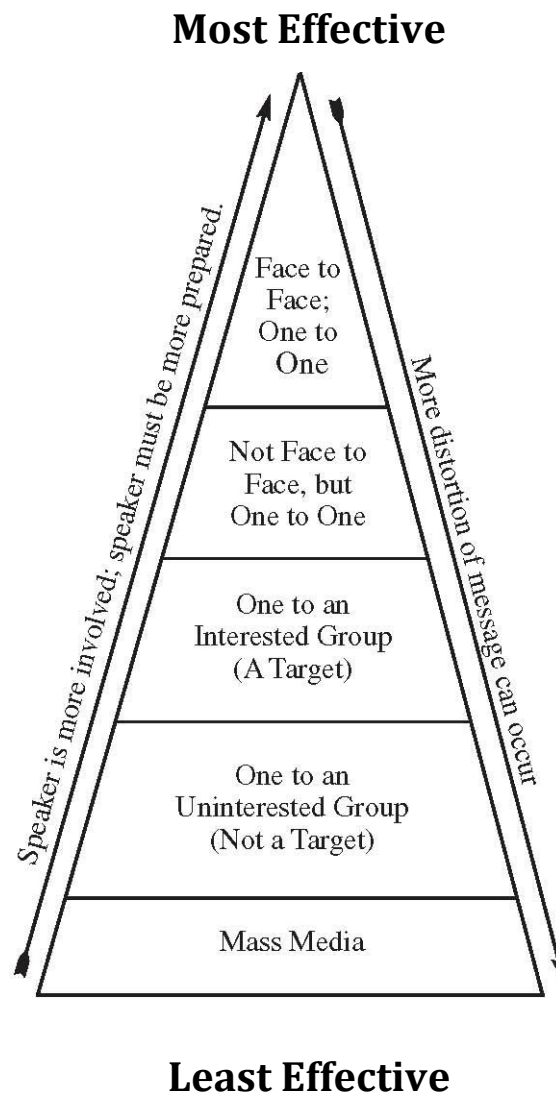 Most Effective
Speaker is more involved; speaker must be more prepared.
More distortion of message can occur
Face to
Face;
One to
One
Not Face to
Face, but
One to One
One to an
Interested Group
(A Target)
One to an
Uninterested Group
(Not a Target)
Mass Media
Least Effective